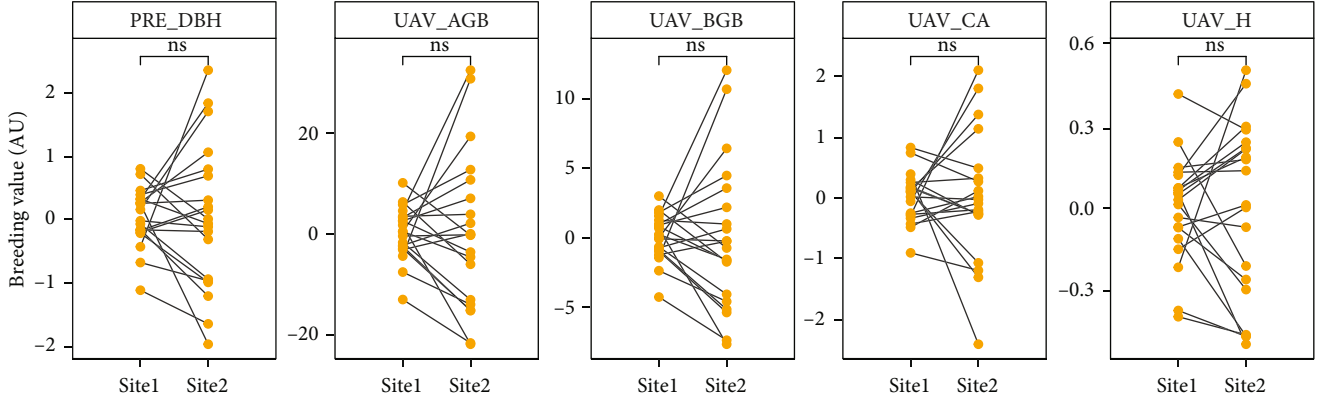 PRE_DBH
UAV_AGB
UAV_BGB
UAV_CA
UAV_H
Breeding value (AU)
ns
2
1
0
−1
−2
Site1
Site2
ns
20
0
−20
Site1
Site2
ns
10
5
0
−5
Site1
Site2
ns
2
1
0
−1
−2
Site1
Site2
ns
0.6
0.3
0.0
−0.3
Site1
Site2